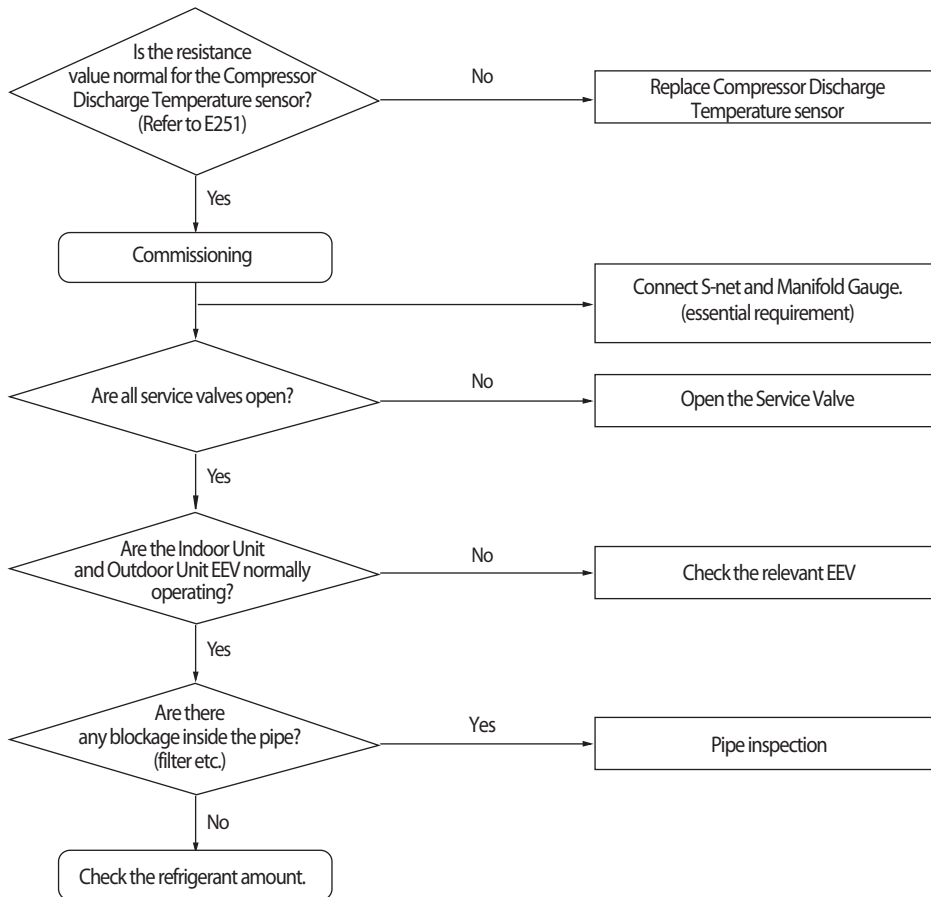 Is the resistance
value normal for the Compressor
Discharge Temperature sensor?
(Refer to E251)
No
Replace Compressor Discharge
Temperature sensor
Yes
Commissioning
Connect S-net and Manifold Gauge.
(essential requirement)
Are all service valves open?
No
Open the Service Valve
Yes
Are the Indoor Unit
and Outdoor Unit EEV normally
operating?
No
Check the relevant EEV
Yes
Are there
any blockage inside the pipe?
(filter etc.)
Yes
Pipe inspection
No
Check the refrigerant amount.